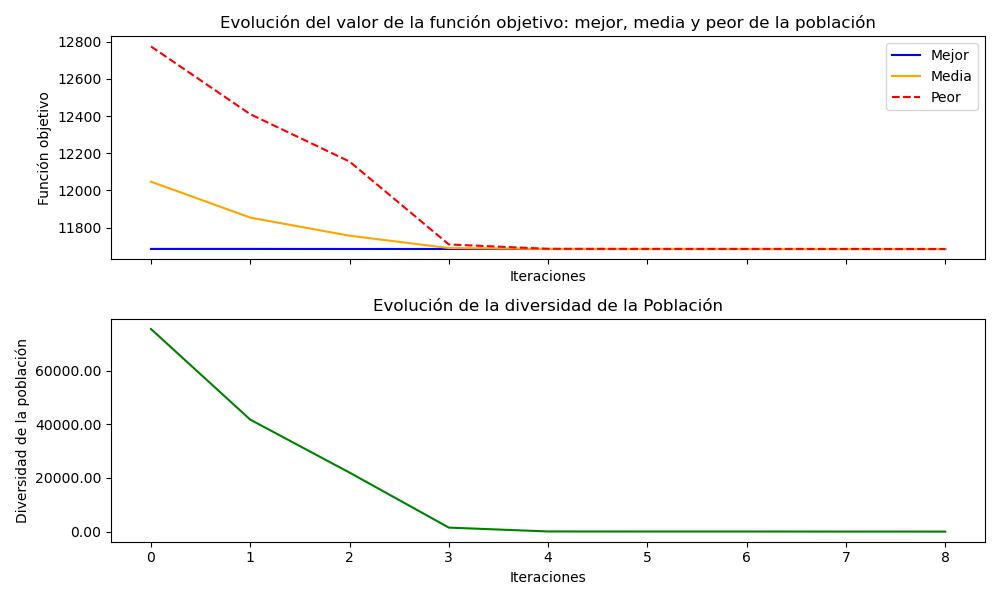 Evolución del valor de la función objetivo: mejor, media y peor de la población
12800
12600
12400
12200
12000
11800
Función objetivo
Mejor
Media
Peor
Iteraciones
Evolución de la diversidad de la Población
60000.00
40000.00
20000.00
0.00
Diversidad de la población
0 1 2 3 4 5 6 7 8
Iteraciones